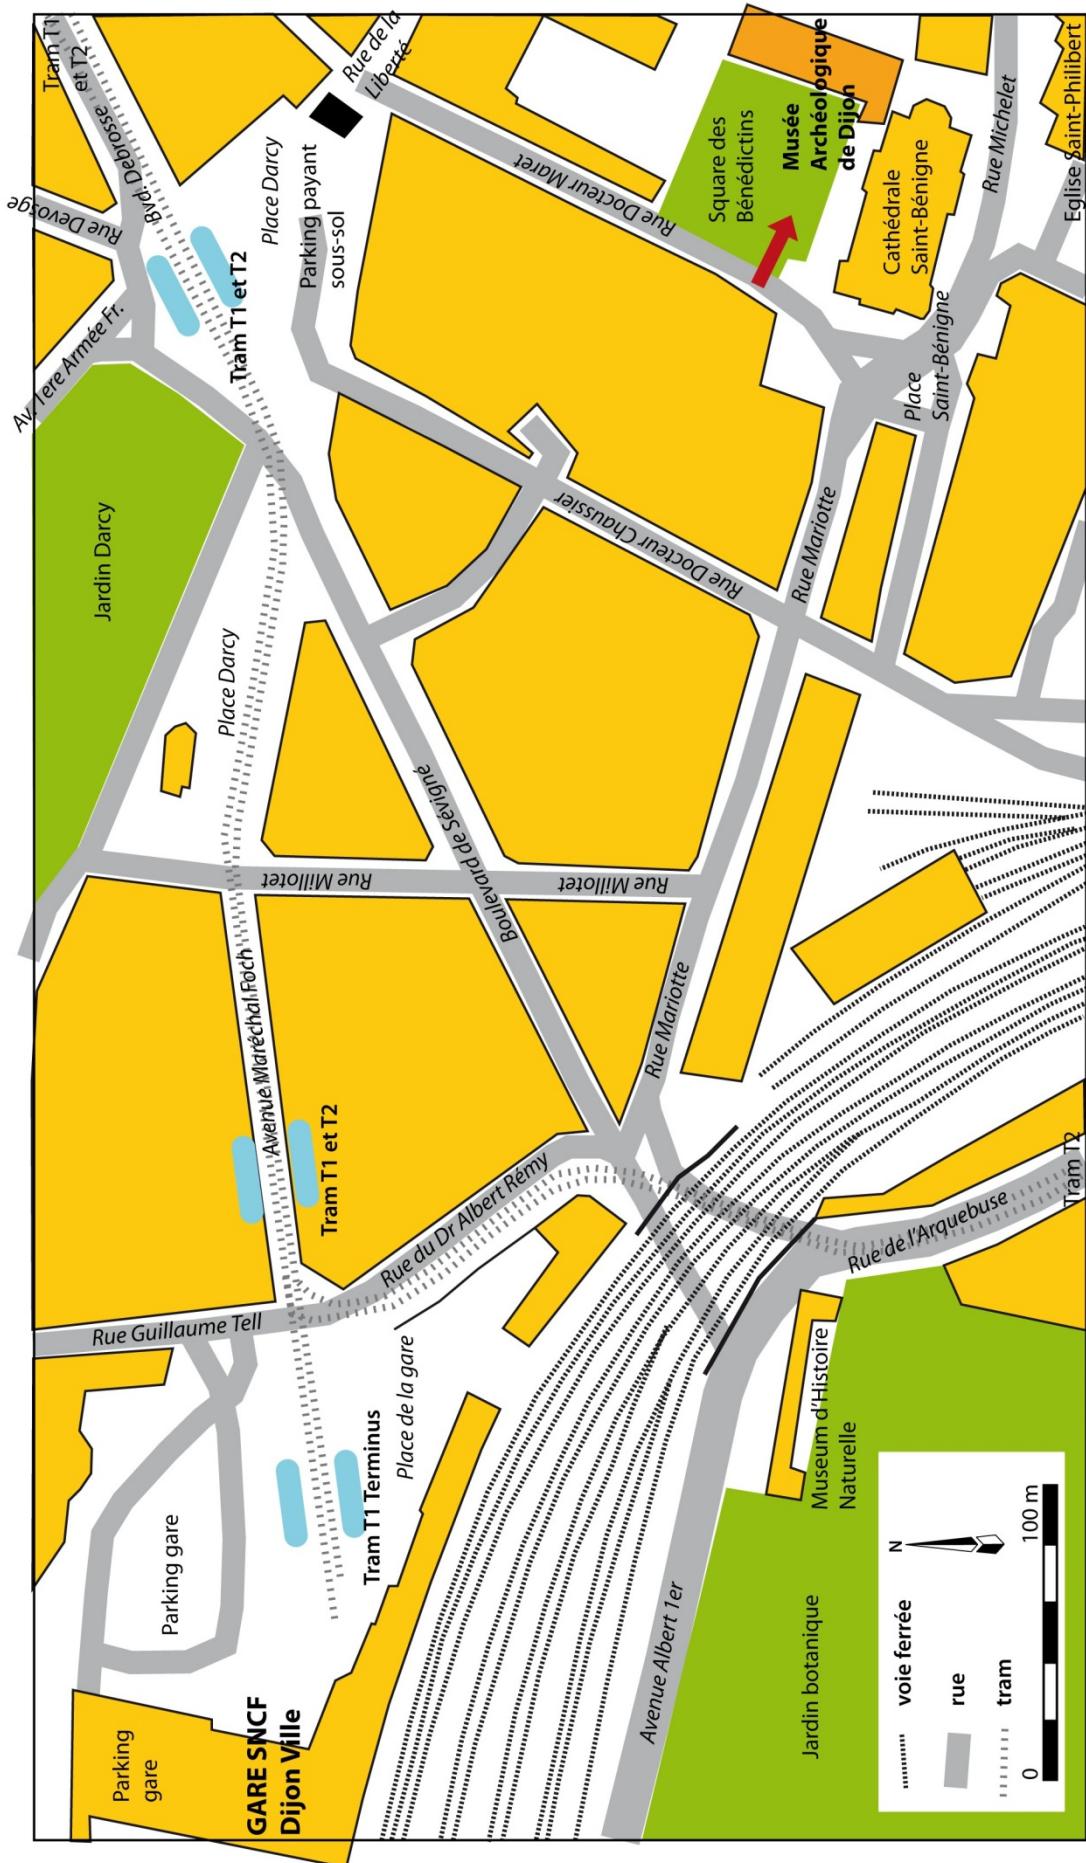 Tram T1
et T2
Bvd. Debrosse
Rue Devosge
Av. 1ere Armée Fr.
Tram T1 et T2
Place Darcy
Parking payant
sous-sol
Rue de la
Liberté
Rue Docteur Maret
Square des
Bénédictins
Musée
Archéologique
de Dijon
Cathédrale
Saint-Bénigne
Rue Michelet
Eglise Saint-Philibert
Place
Saint-Bénigne
Jardin Darcy
Place Darcy
Rue Docteur Chaussier
Rue Mariotte
Boulevard de Sévigné
Rue Millotet
Rue Millotet
Rue Mariotte
Avenue Maréchal Foch
Tram T1 et T2
Rue du Dr Albert Rémy
Rue Guillaume Tell
Place de la gare
Tram T1 Terminus
Parking gare
Parking
gare
GARE SNCF
Dijon Ville
Rue de l'Arquebuse
Tram T2
Museum d'Histoire
Naturelle
Avenue Albert 1er
Jardin botanique
voie ferrée
rue
tram
N
0
100 m